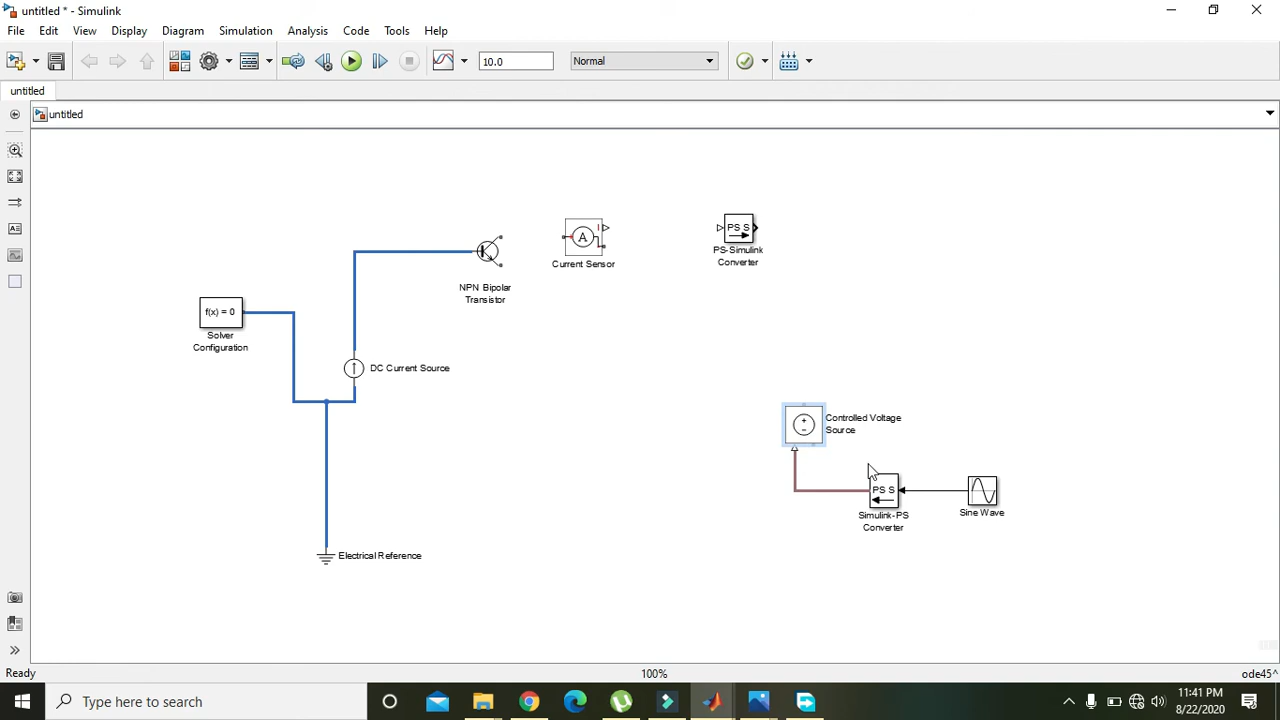 untitled * - Simulink
File Edit View Display Diagram Simulation Analysis Code Tools Help
10.0
Normal
untitled
untitled
A
I
PS S
PS-Simulink
Converter
Current Sensor
NPN Bipolar
Transistor
f(x) = 0
Solver
Configuration
DC Current Source
Controlled Voltage
Source
PS S
Simulink-PS
Converter
Sine Wave
Electrical Reference
Ready
100%
ode45^
Type here to search
11:41 PM
8/22/2020